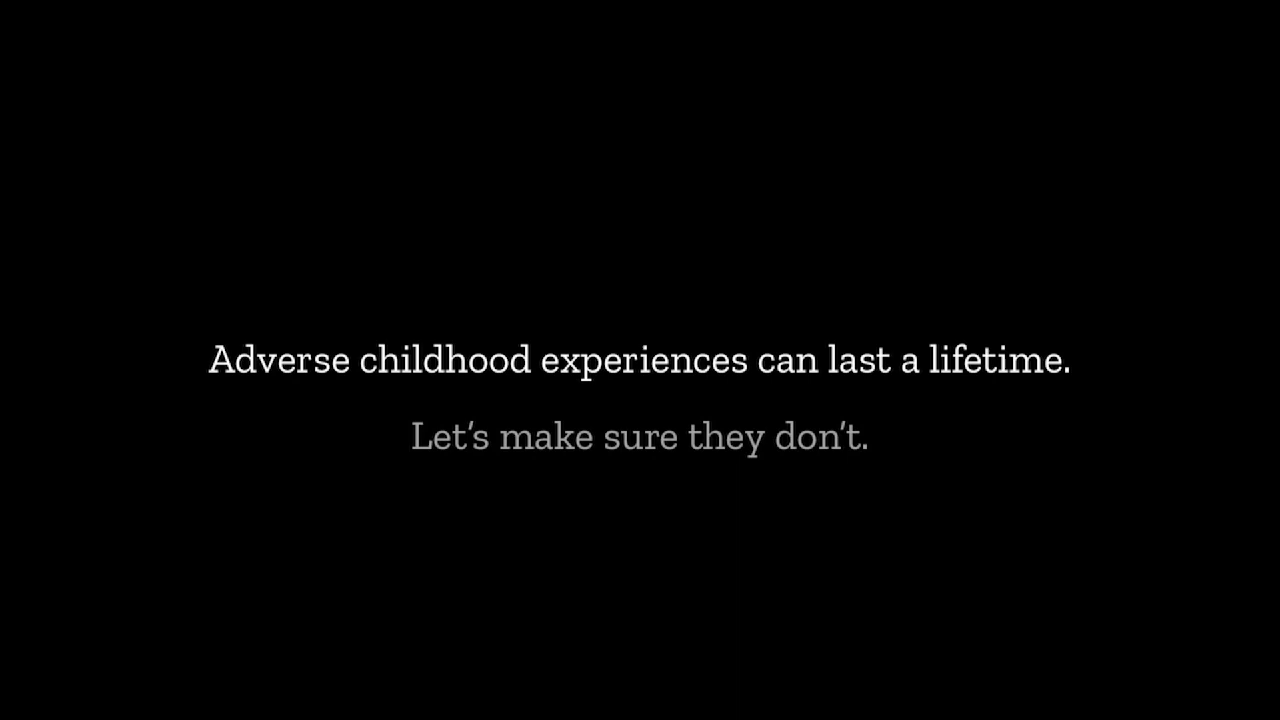 Adverse childhood experiences can last a lifetime.
Let's make sure they don't.